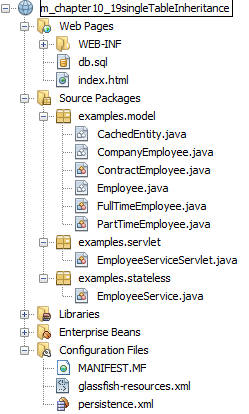 m_chapter10_19singleTableInheritance
Web Pages
WEB-INF
db.sql
index.html
Source Packages
examples.model
CachedEntity.java
CompanyEmployee.java
ContractEmployee.java
Employee.java
FullTimeEmployee.java
PartTimeEmployee.java
examples.servlet
EmployeeServiceServlet.java
examples.stateless
EmployeeService.java
Libraries
Enterprise Beans
Configuration Files
MANIFEST.MF
glassfish-resources.xml
persistence.xml